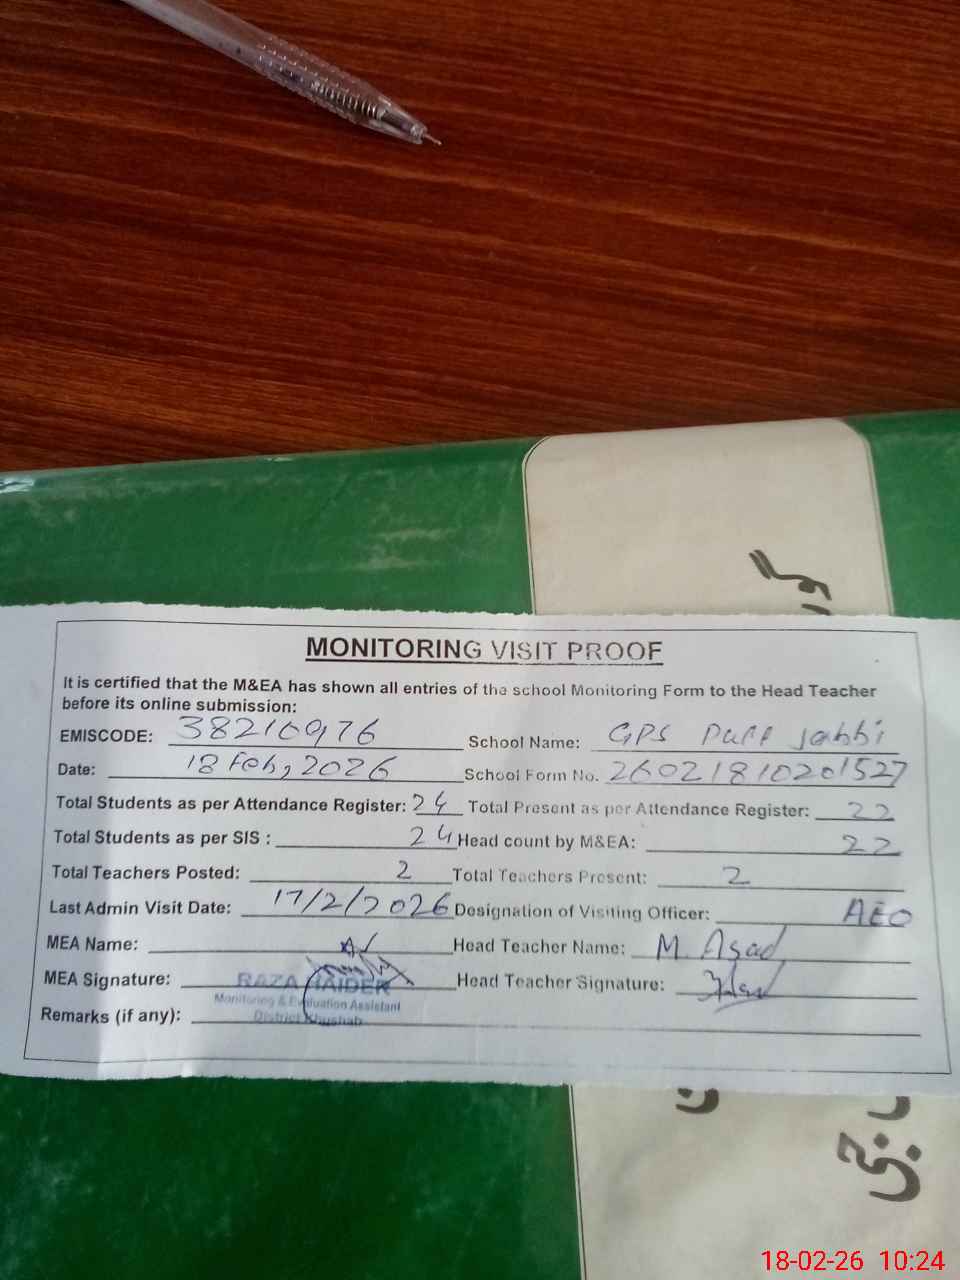 MONITORING VISIT PROOF
It is certified that the M&EA has shown all entries of the school Monitoring Form to the Head Teacher
before its online submission:
EMISCODE: 38210976 School Name: GPS Puff Jabbi
Date: 18 Feb, 2026 School Form No. 26021810201527
Total Students as per Attendance Register: 24 Total Present as per Attendance Register: 22
Total Students as per SIS : 24 Head count by M&EA: 22
Total Teachers Posted: 2 Total Teachers Present: 2
Last Admin Visit Date: 17/2/2026 Designation of Visiting Officer: AEO
MEA Name: Head Teacher Name: M. Asad
MEA Signature: Head Teacher Signature:
RAZA HAIDER
Monitoring & Evaluation Assistant
District Khushab
Remarks (if any):
18-02-26 10:24